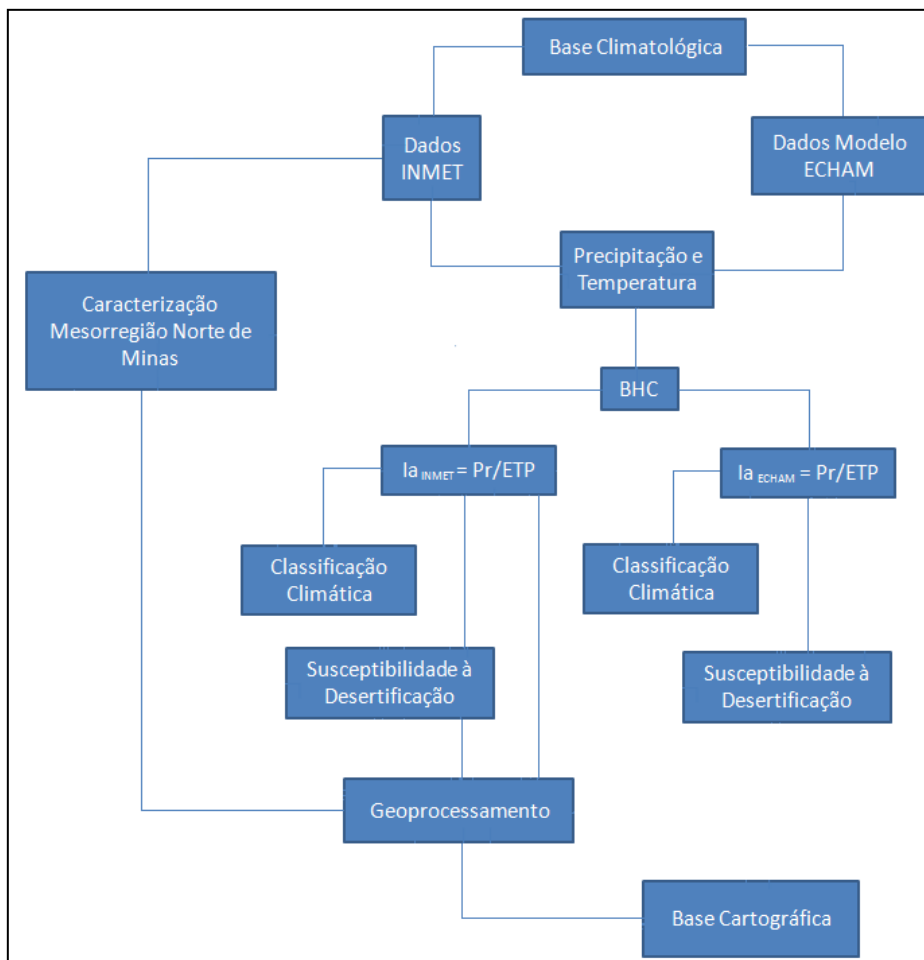 Base Climatológica
Dados
INMET
Dados Modelo
ECHAM
Precipitação e
Temperatura
Caracterização
Mesorregião Norte de
Minas
BHC
Ia INMET = Pr/ETP
Ia ECHAM = Pr/ETP
Classificação
Climática
Classificação
Climática
Susceptibilidade à
Desertificação
Susceptibilidade à
Desertificação
Geoprocessamento
Base Cartográfica